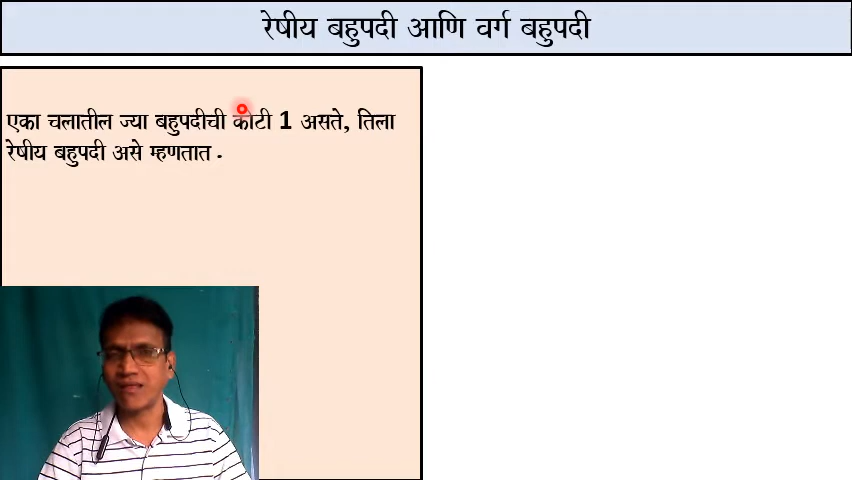 रेषीय बहुपदी आणि वर्ग बहुपदी
एका चलातील ज्या बहुपदीची कोटी 1 असते, तिला
रेषीय बहुपदी असे म्हणतात.